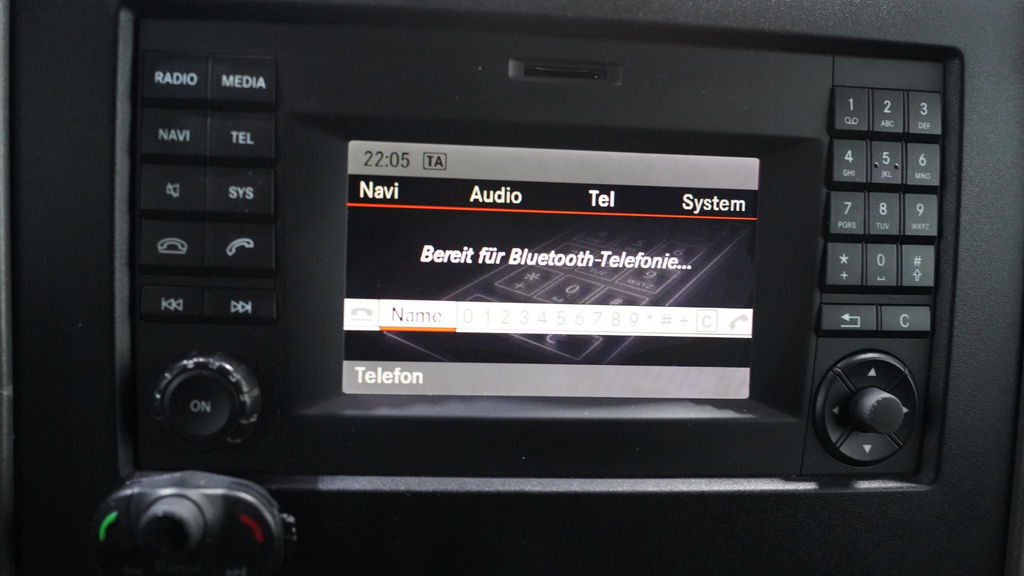 RADIO MEDIA
NAVI TEL
SYS
ON
22:05 TA
Navi Audio Tel System
Bereit für Bluetooth-Telefonie...
Name 0 1 2 3 4 5 6 7 8 9 * # + C
Telefon
1 2 3
ABC DEF
4 5 6
GHI JKL MNO
7 8 9
PQRS TUV WXYZ
* 0 #
+
C